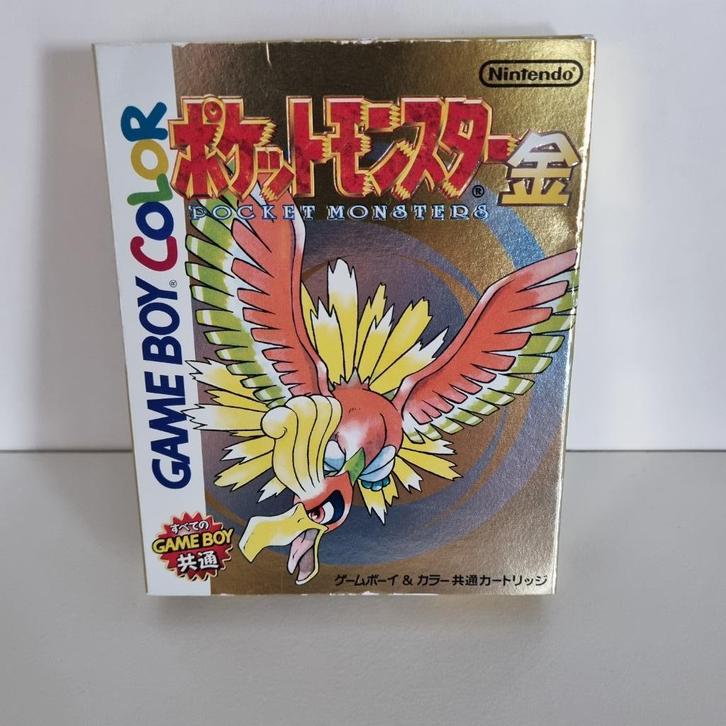 Nintendo®
ポケットモンスター®金
POCKET MONSTERS
GAME BOY® COLOR
すべての
GAME BOY
共通
ゲームボーイ & カラー共通カートリッジ